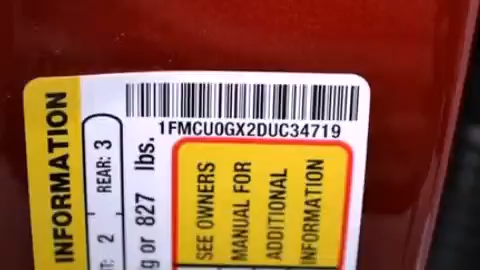 1FMCU0GX2DUC34719
INFORMATION
REAR: 3
2
or 827 lbs.
SEE OWNERS
MANUAL FOR
ADDITIONAL
INFORMATION